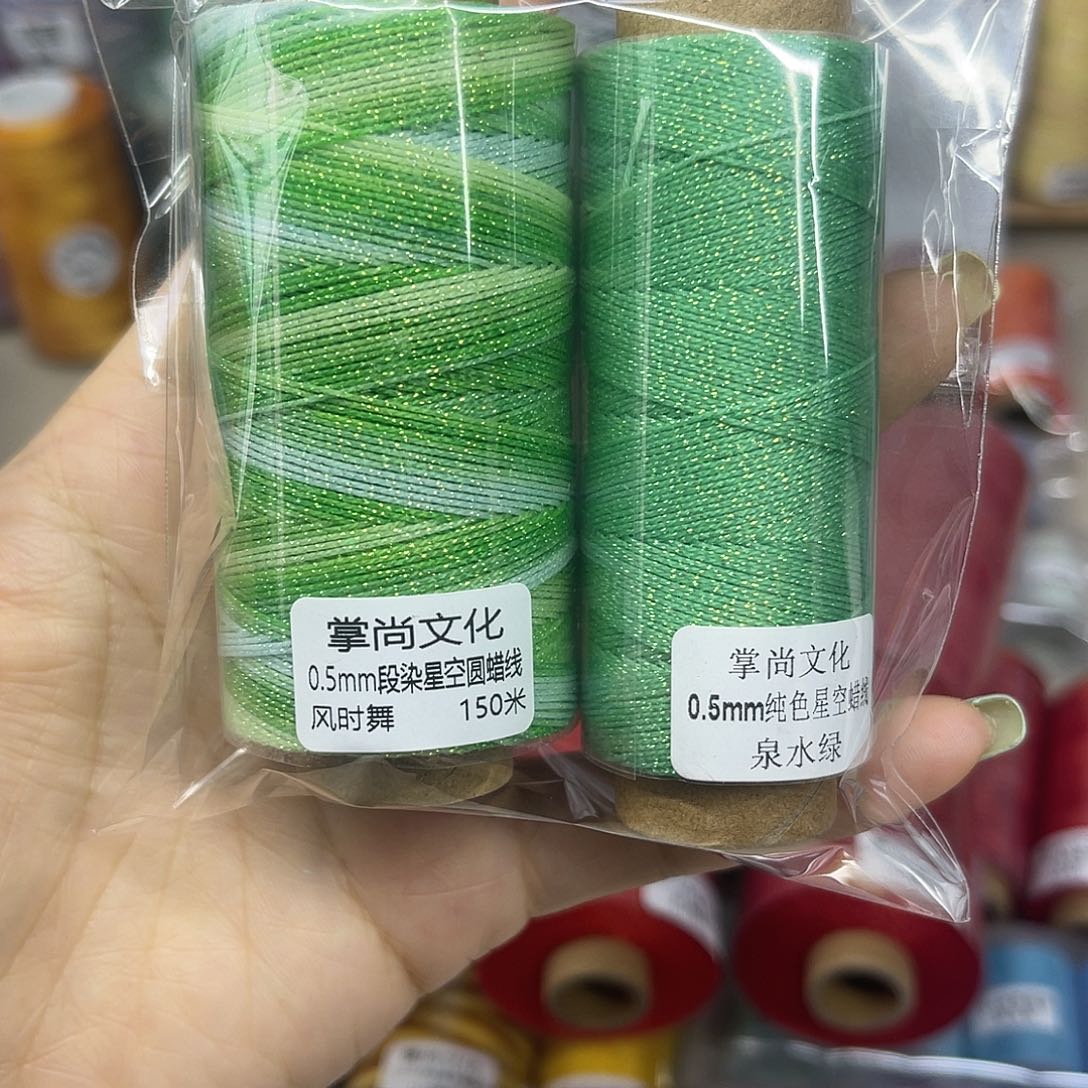 掌尚文化
0.5mm段染星空圆蜡线
风时舞 150米
掌尚文化
0.5mm纯色星空蜡线
泉水绿